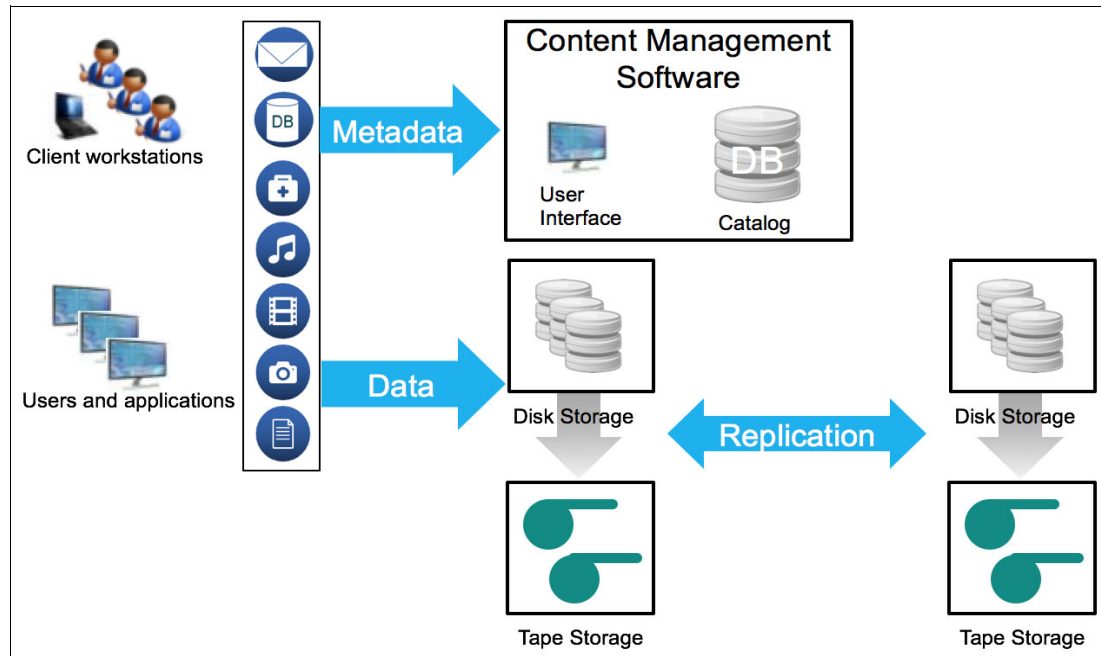 Content Management
Software
DB
Metadata
DB
Client workstations
User
Interface
Catalog
Data
Users and applications
Disk Storage
Replication
Disk Storage
Tape Storage
Tape Storage